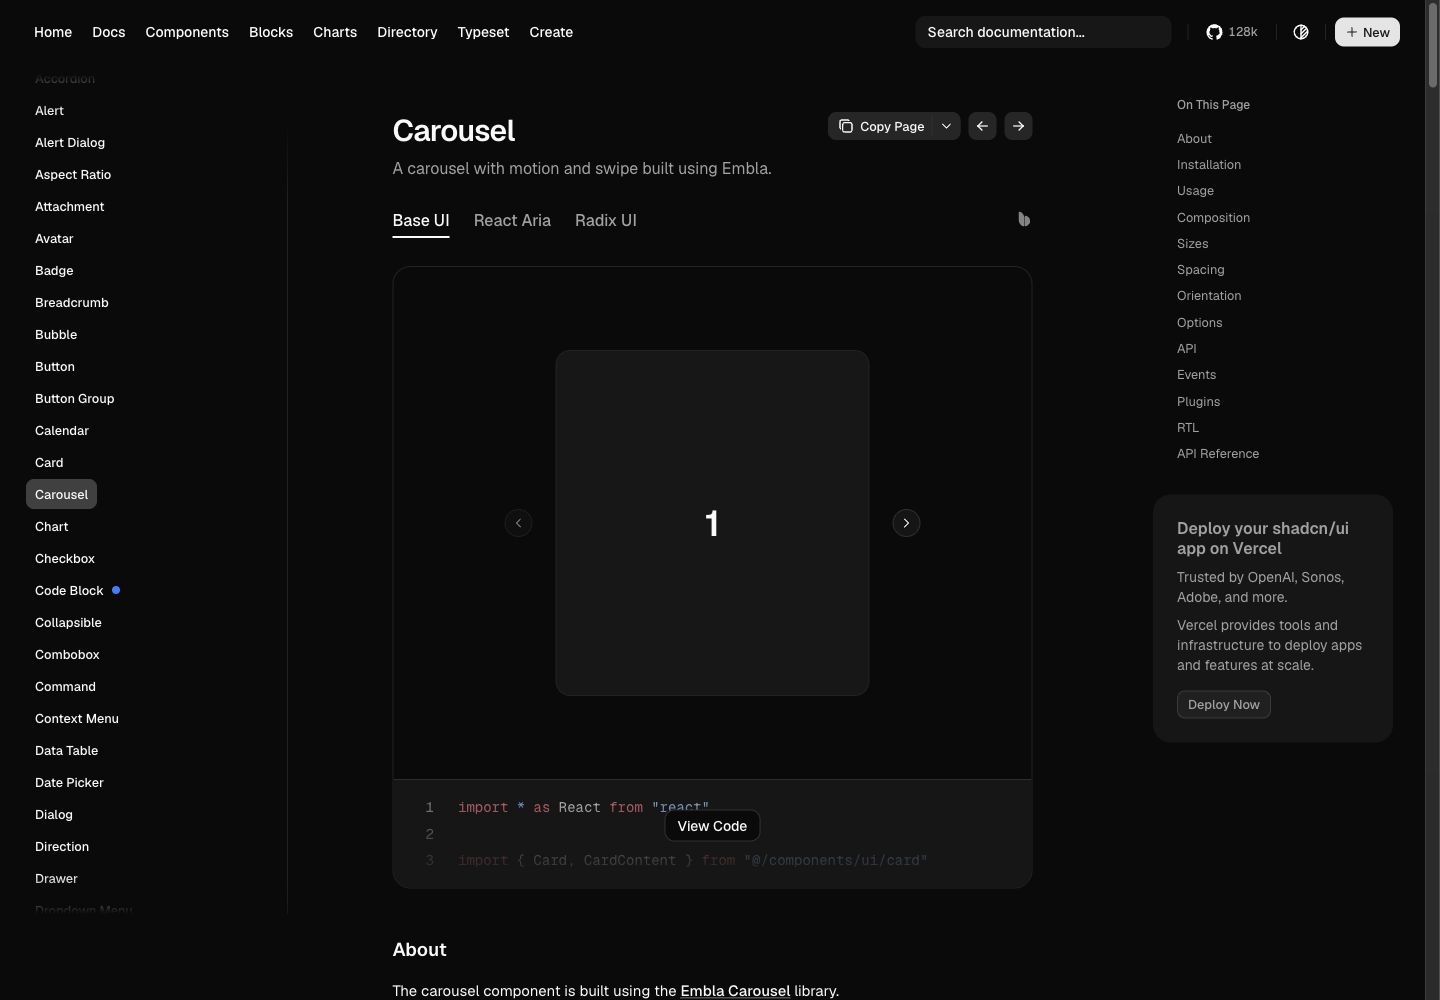 Home
Docs
Components
Blocks
Charts
Directory
Typeset
Create
Search documentation...
128k
New
Accordion
Alert
Alert Dialog
Aspect Ratio
Attachment
Avatar
Badge
Breadcrumb
Bubble
Button
Button Group
Calendar
Card
Carousel
Chart
Checkbox
Code Block
Collapsible
Combobox
Command
Context Menu
Data Table
Date Picker
Dialog
Direction
Drawer
Dropdown Menu
Carousel
Copy Page
A carousel with motion and swipe built using Embla.
Base UI
React Aria
Radix UI
1
1 import * as React from "react"
2
View Code
3 import { Card, CardContent } from "@/components/ui/card"
About
The carousel component is built using the Embla Carousel library.
On This Page
About
Installation
Usage
Composition
Sizes
Spacing
Orientation
Options
API
Events
Plugins
RTL
API Reference
Deploy your shadcn/ui
app on Vercel
Trusted by OpenAI, Sonos,
Adobe, and more.
Vercel provides tools and
infrastructure to deploy apps
and features at scale.
Deploy Now